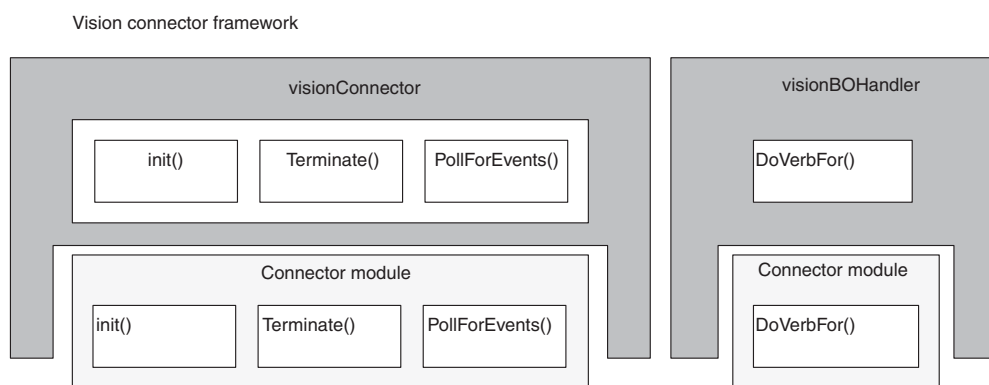 Vision connector framework
visionConnector
init()
Terminate()
PollForEvents()
Connector module
init()
Terminate()
PollForEvents()
visionBOHandler
DoVerbFor()
Connector module
DoVerbFor()